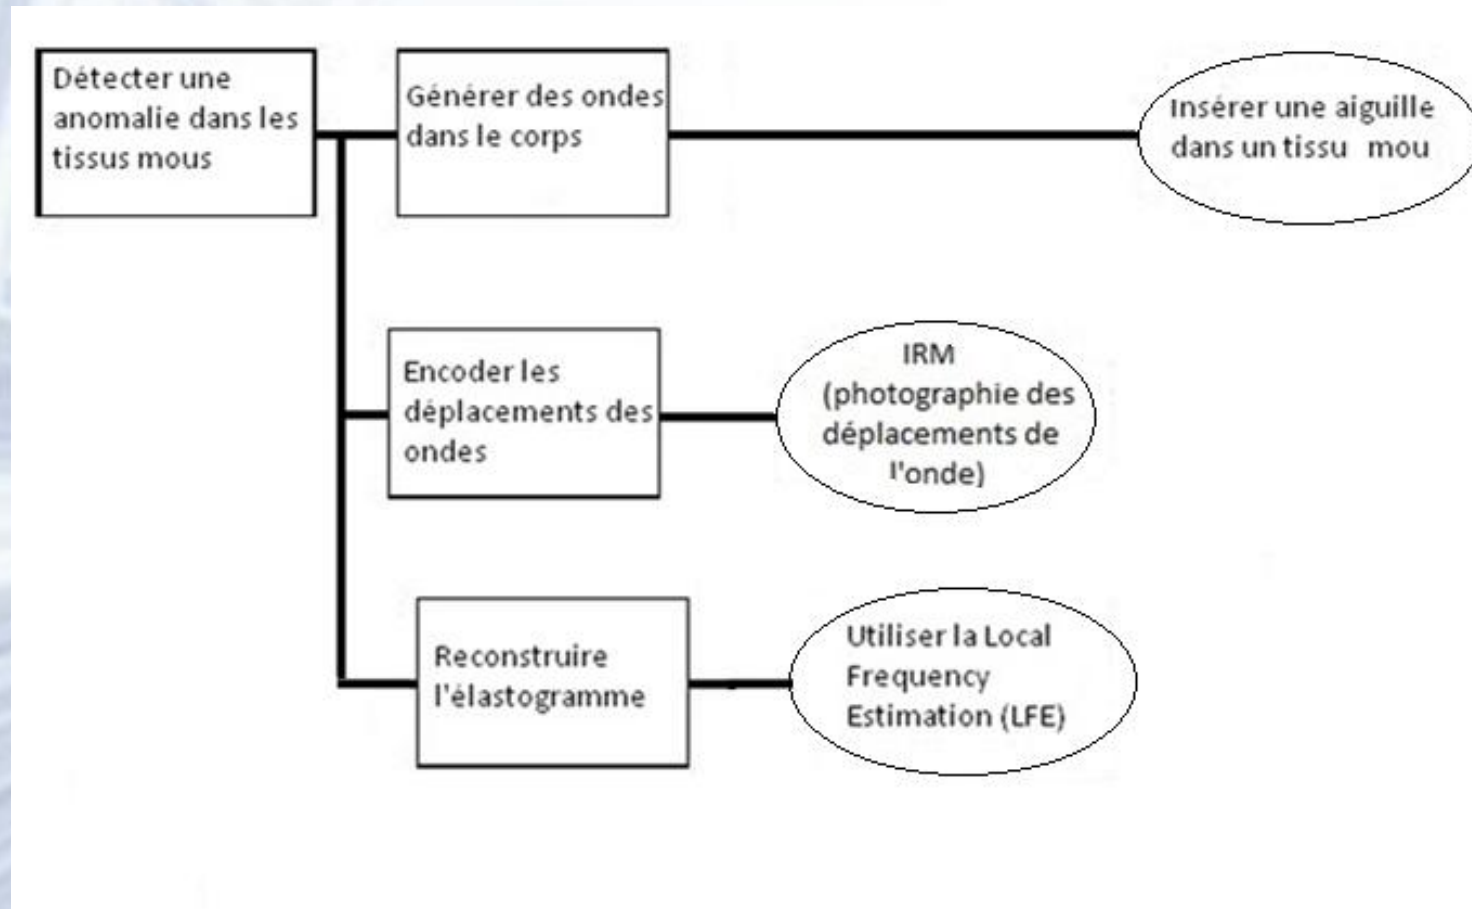 Détecter une
anomalie dans les
tissus mous
Générer des ondes
dans le corps
Insérer une aiguille
dans un tissu mou
Encoder les
déplacements des
ondes
IRM
(photographie des
déplacements de
l'onde)
Reconstruire
l'élastogramme
Utiliser la Local
Frequency
Estimation (LFE)